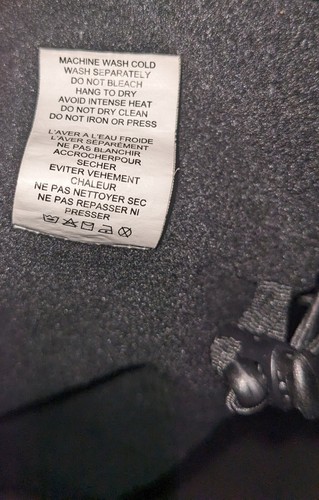 MACHINE WASH COLD
WASH SEPARATELY
DO NOT BLEACH
HANG TO DRY
AVOID INTENSE HEAT
DO NOT DRY CLEAN
DO NOT IRON OR PRESS
L'AVER A L'EAU FROIDE
L'AVER SÉPARÉMENT
NE PAS BLANCHIR
ACCROCHERPOUR
SECHER
EVITER VEHEMENT
CHALEUR
NE PAS NETTOYER SEC
NE PAS REPASSER NI
PRESSER